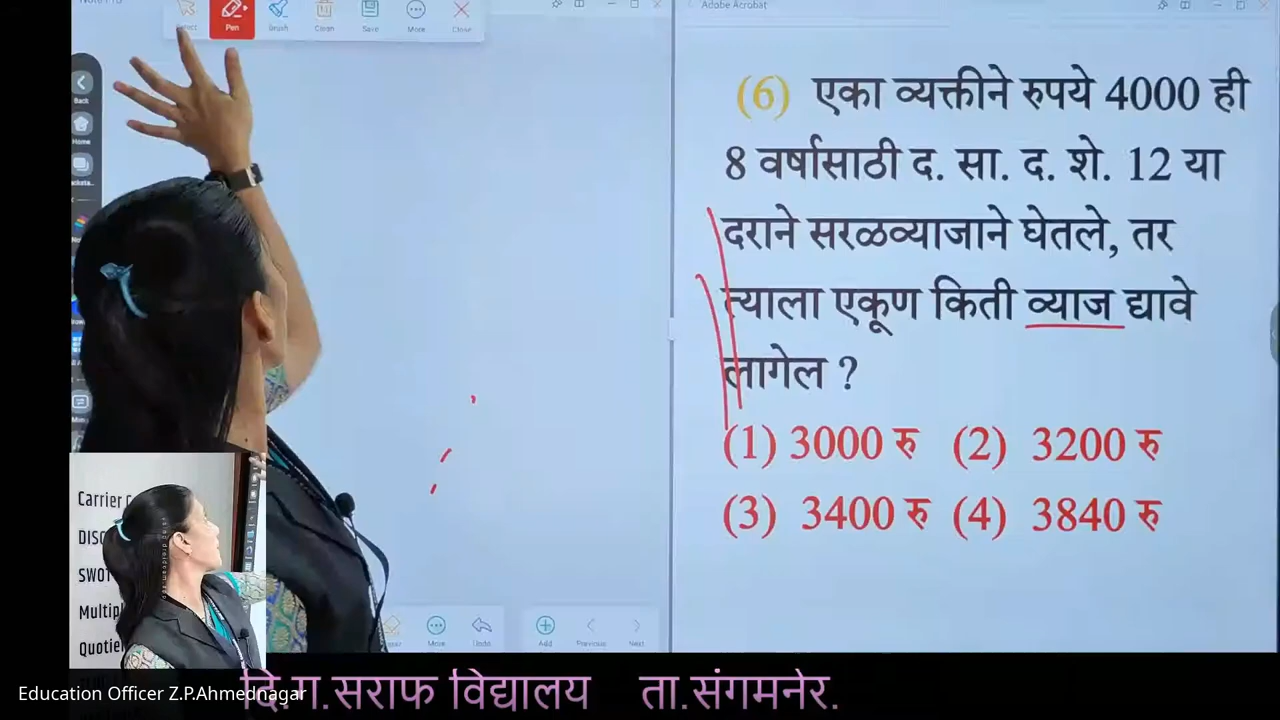 Select Pen Brush Clean Save More Close
Adobe Acrobat
Back
Home
(6) एका व्यक्तीने रुपये 4000 ही
8 वर्षासाठी द. सा. द. शे. 12 या
दराने सरळव्याजाने घेतले, तर
त्याला एकूण किती व्याज द्यावे
लागेल ?
(1) 3000 रु (2) 3200 रु
(3) 3400 रु (4) 3840 रु
Carrier
DISC
SWOT
More Undo Add Previous Next
Education Officer Z.P.Ahmednagar
दि.ग.सराफ विद्यालय ता.संगमनेर.